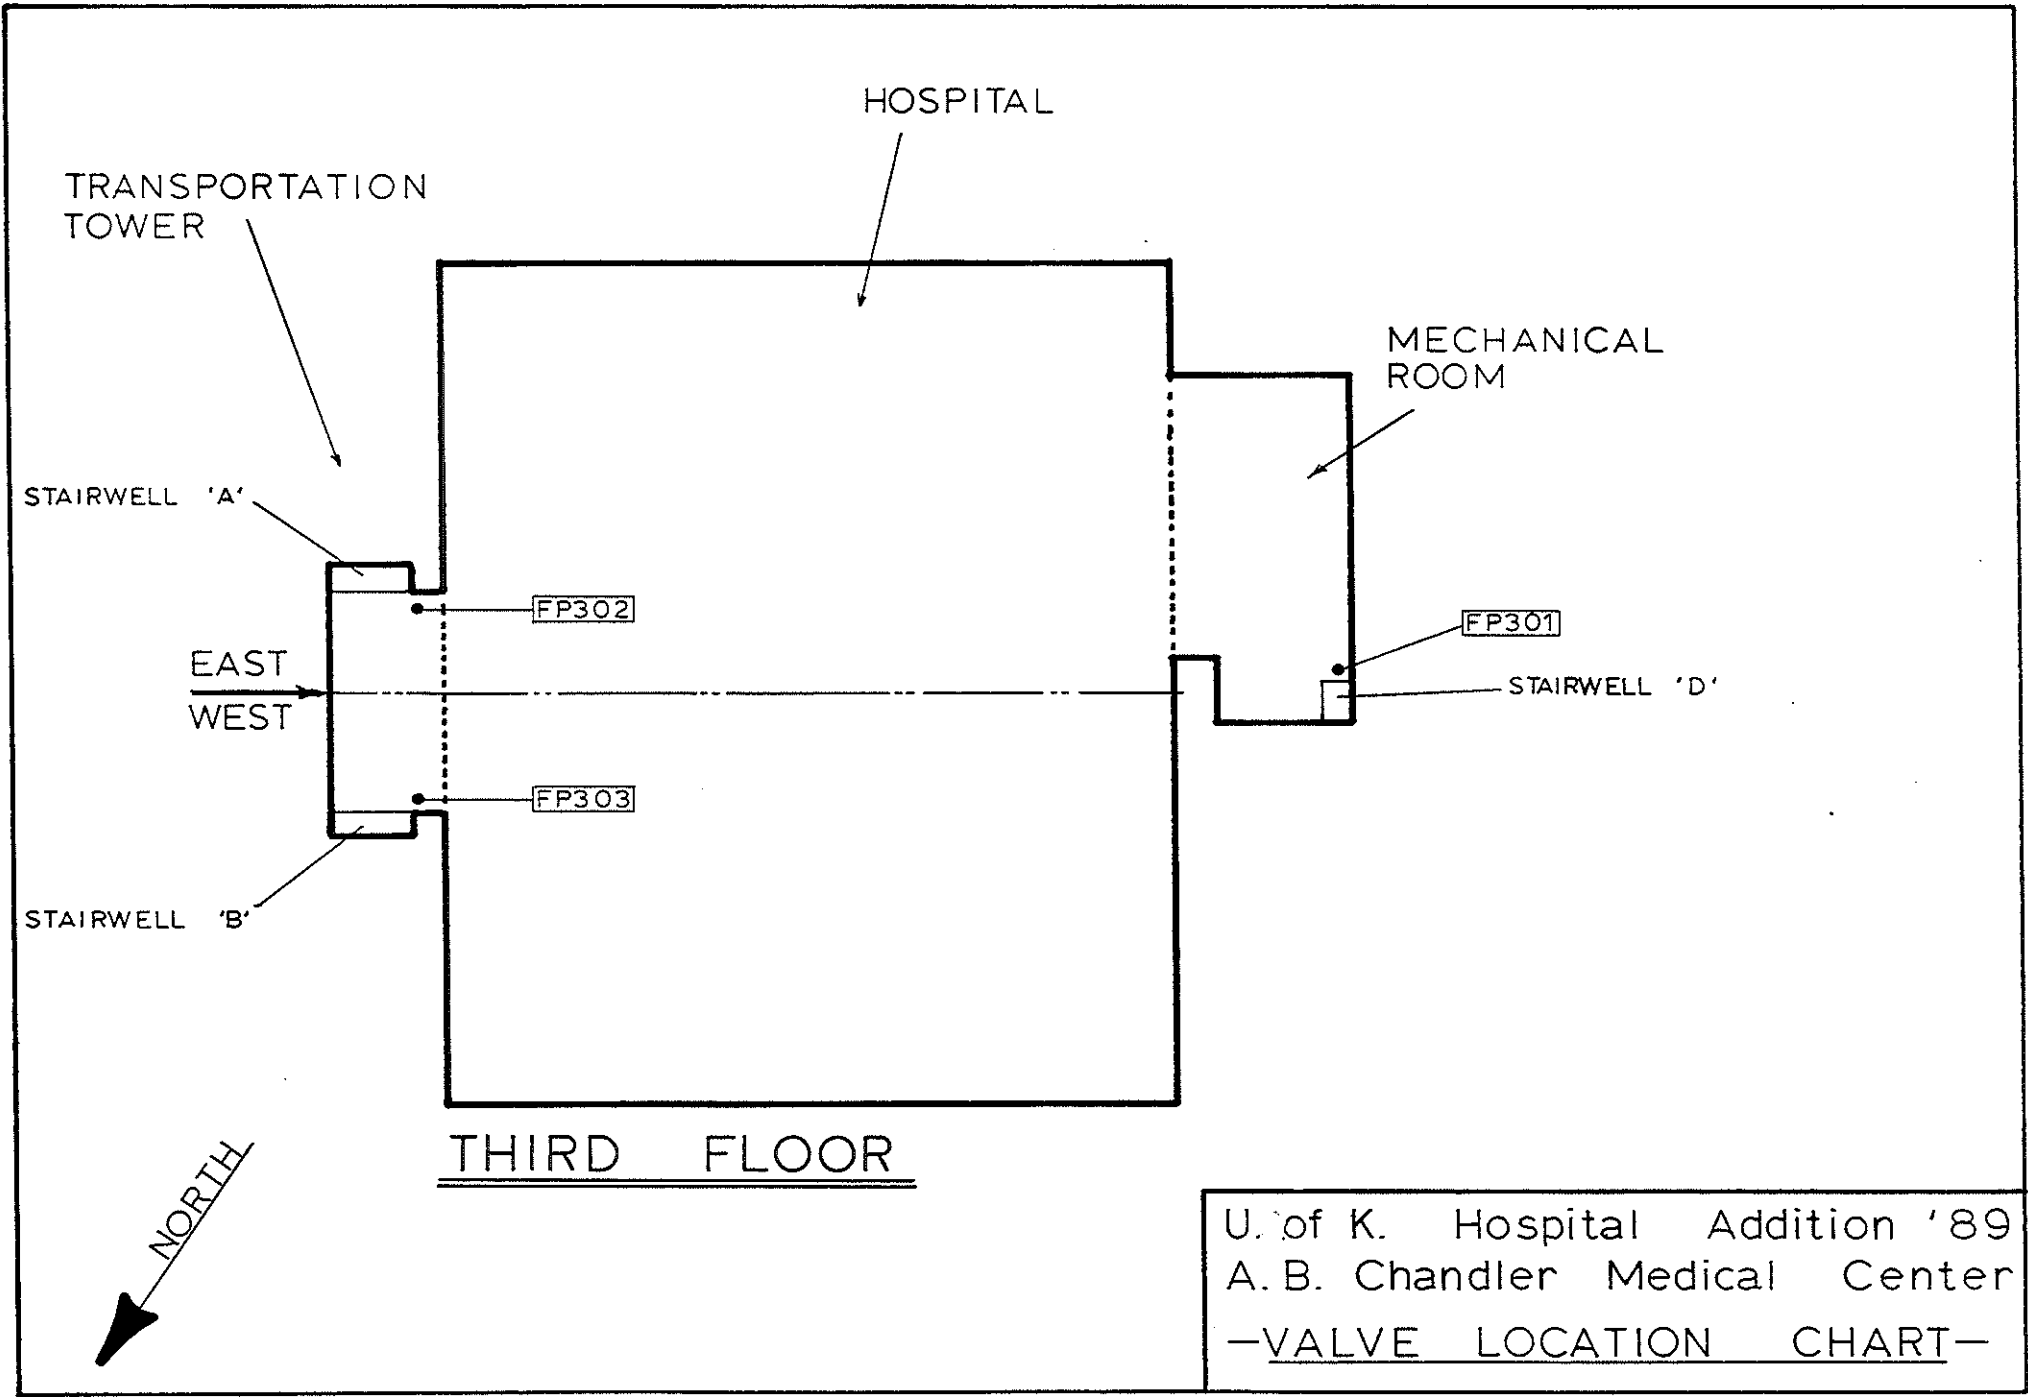 HOSPITAL
TRANSPORTATION
TOWER
MECHANICAL
ROOM
STAIRWELL 'A'
FP302
FP301
EAST
WEST
STAIRWELL 'D'
FP303
STAIRWELL 'B'
THIRD FLOOR
NORTH
U. of K. Hospital Addition '89
A. B. Chandler Medical Center
—VALVE LOCATION CHART—